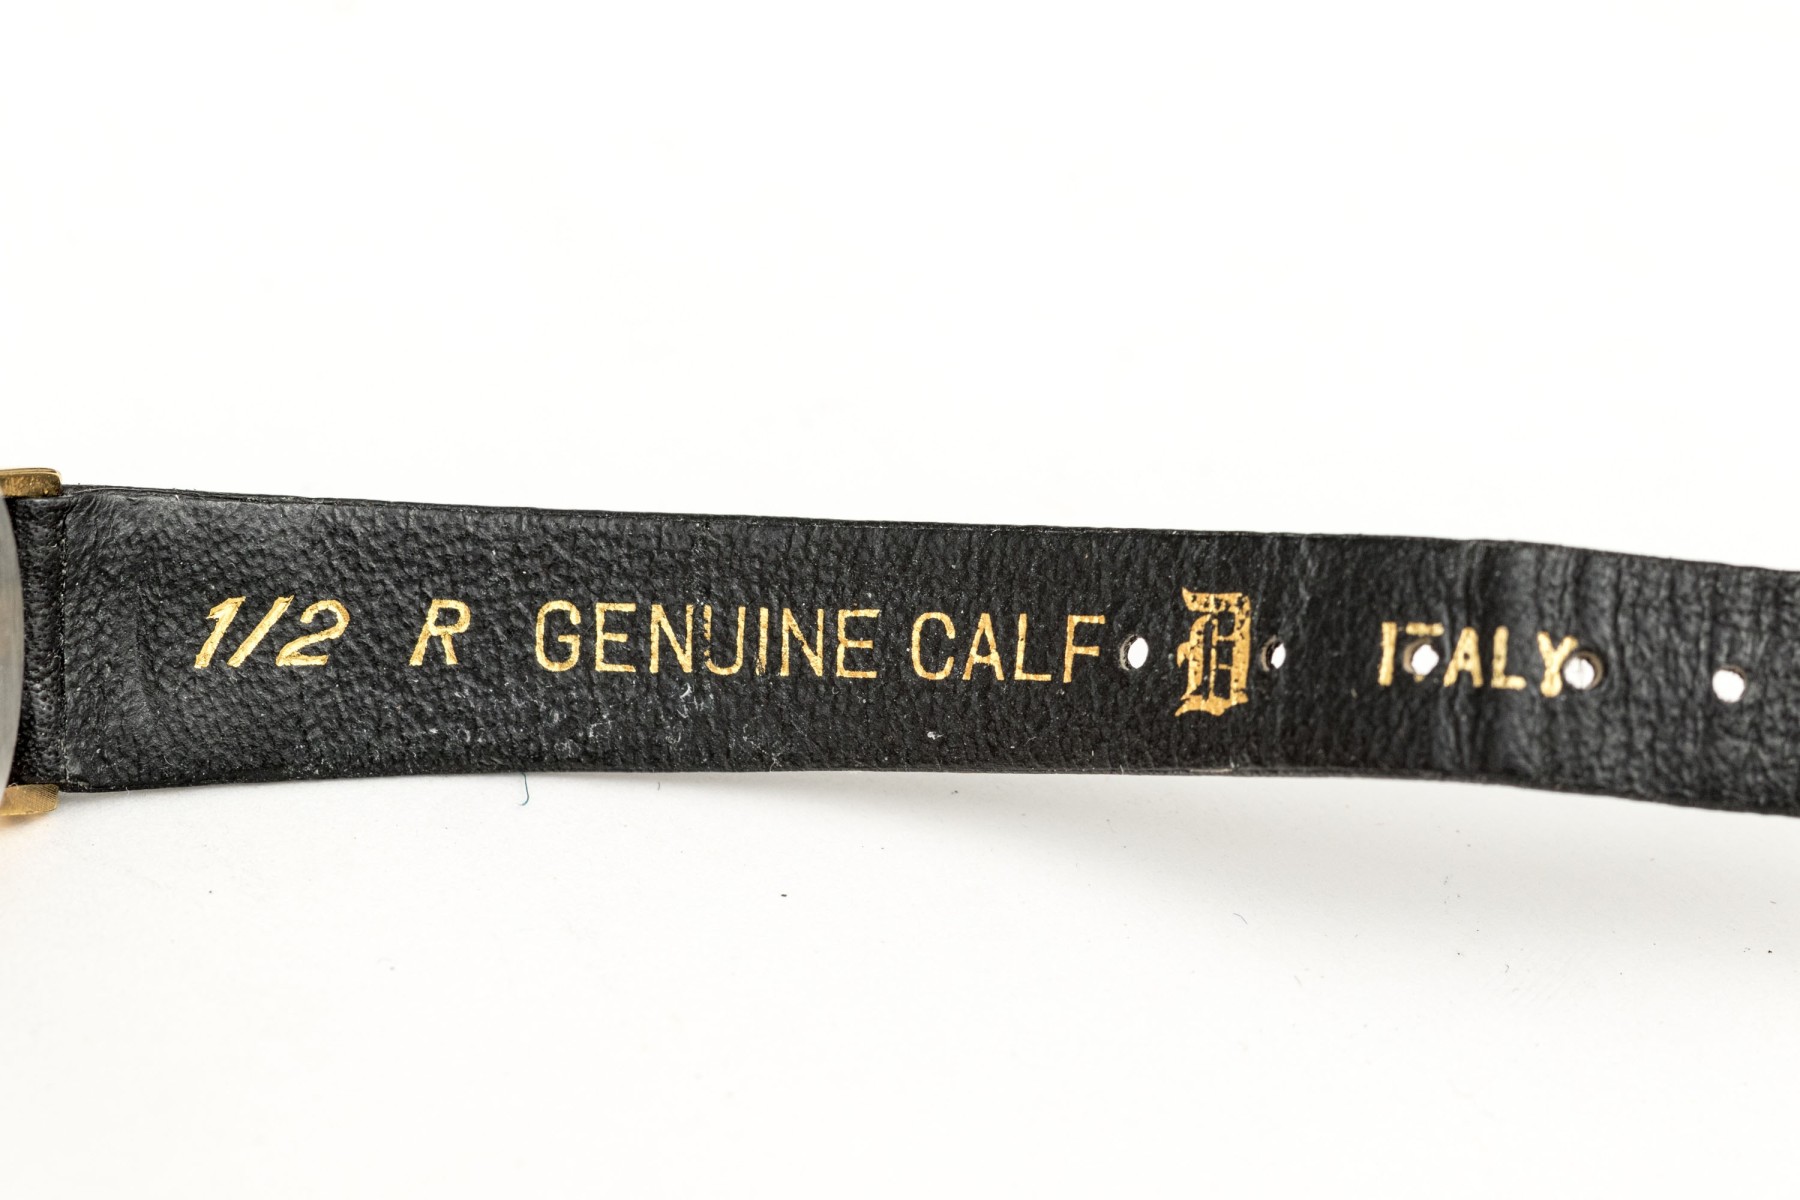 1/2 R GENUINE CALF D ITALY